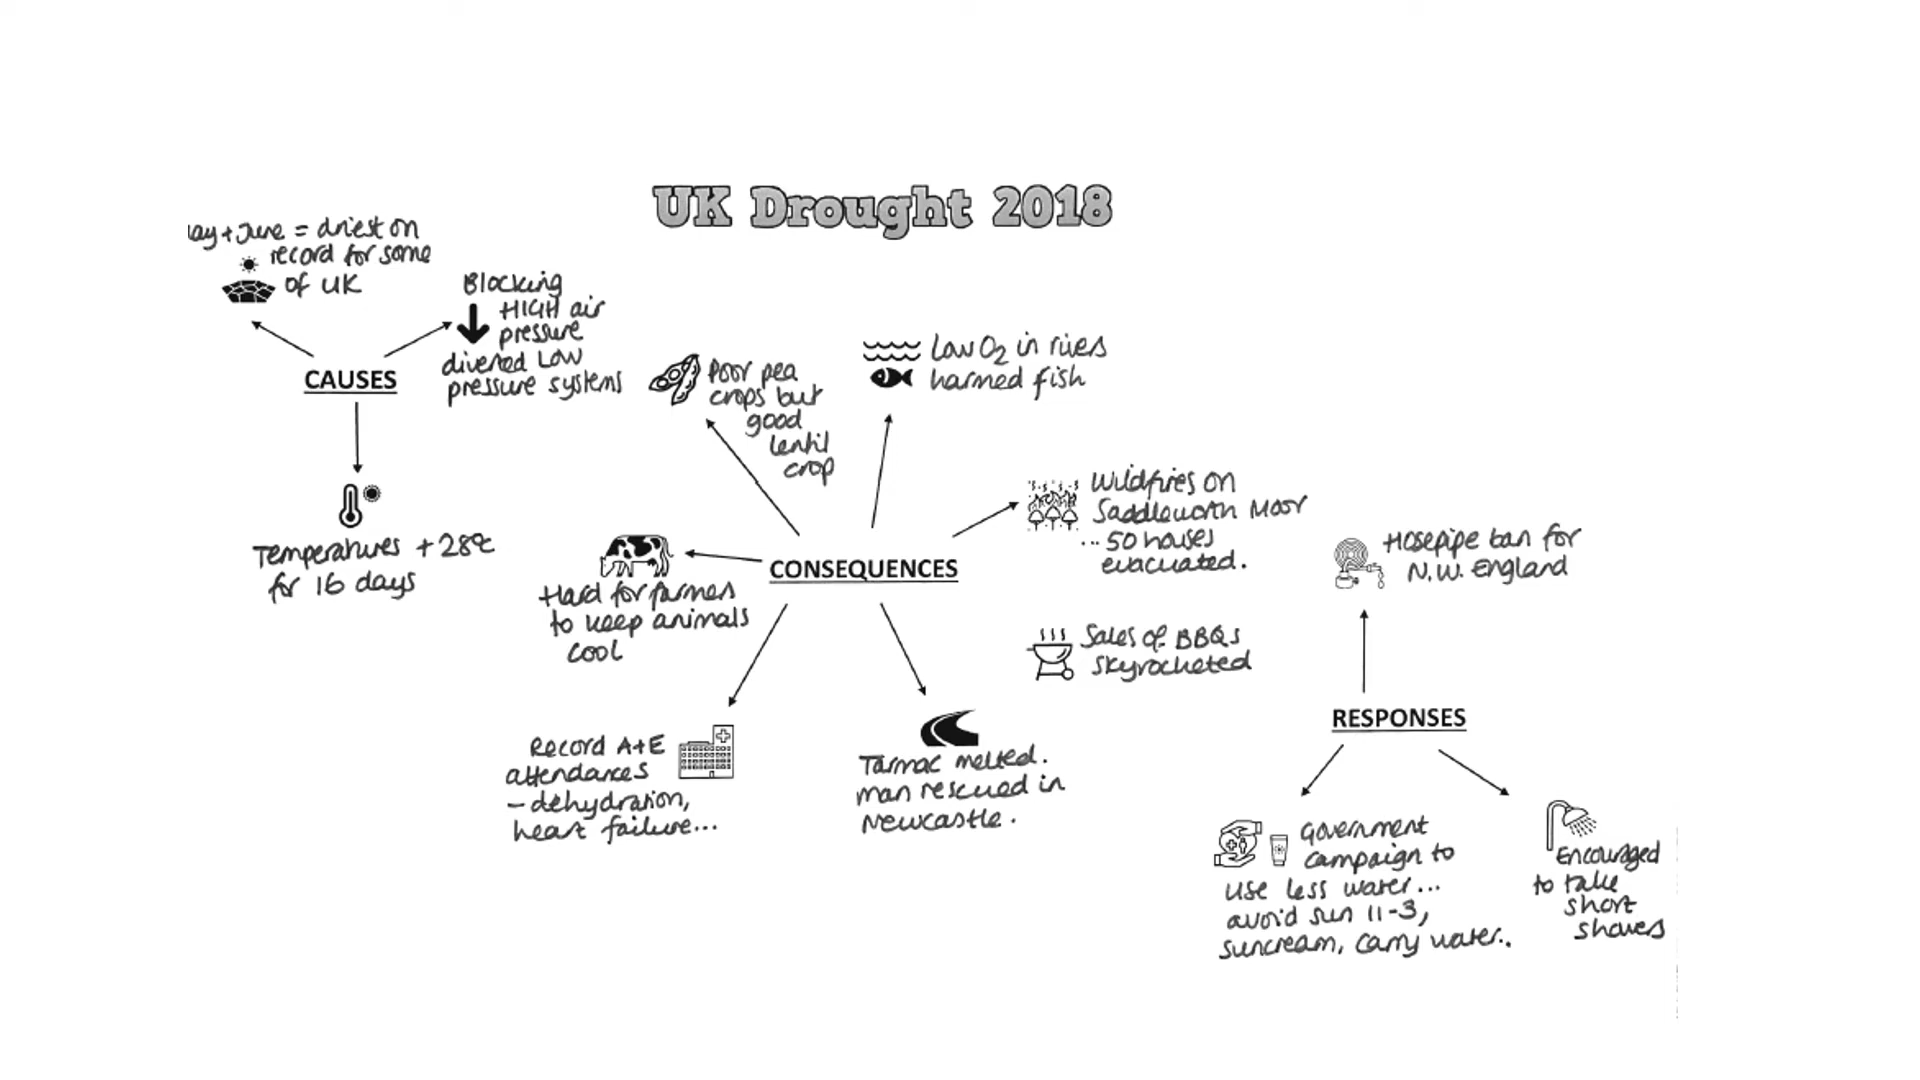 UK Drought 2018
ay + June = driest on
record for some
of UK
Blocking
HIGH air
pressure
diverted Low
pressure systems
CAUSES
Temperatures + 28°c
for 16 days
Poor pea
crops but
good
lentil
crop
Low O2 in rivers
harmed fish
Wildfires on
Saddleworth Moor
... 50 houses
evacuated.
CONSEQUENCES
Hard for farmers
to keep animals
cool
Sales of BBQs
skyrocketed
Record A+E
attendances
- dehydration,
heart failure...
Tarmac melted.
man rescued in
Newcastle.
Hosepipe ban for
N.W. England
RESPONSES
Government
campaign to
use less water...
avoid sun 11-3,
suncream, carry water..
Encouraged
to take
short
showers